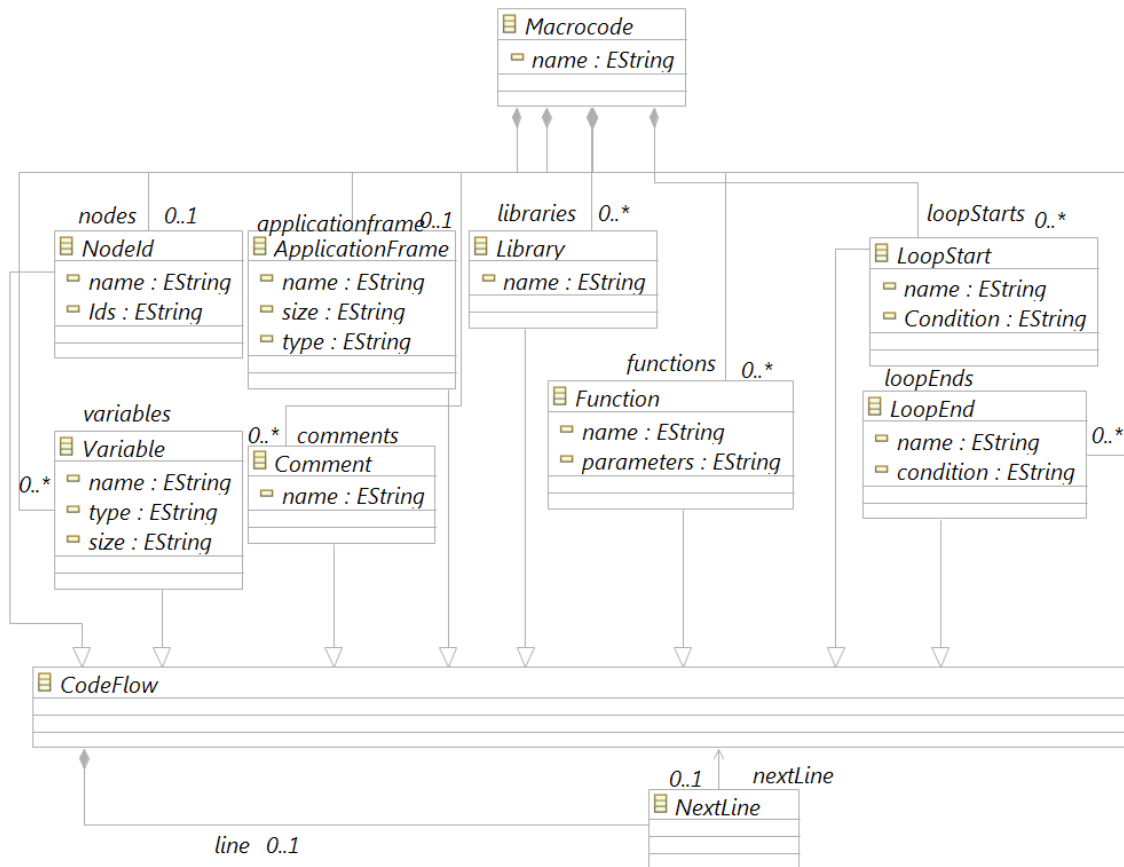 Macrocode
name : EString
nodes 0..1
NodeId
name : EString
Ids : EString
applicationframe 0..1
ApplicationFrame
name : EString
size : EString
type : EString
libraries 0..*
Library
name : EString
loopStarts 0..*
LoopStart
name : EString
Condition : EString
functions 0..*
Function
name : EString
parameters : EString
loopEnds
0..*
LoopEnd
name : EString
condition : EString
variables
0..*
Variable
name : EString
type : EString
size : EString
0..* comments
Comment
name : EString
CodeFlow
0..1 nextLine
NextLine
line 0..1